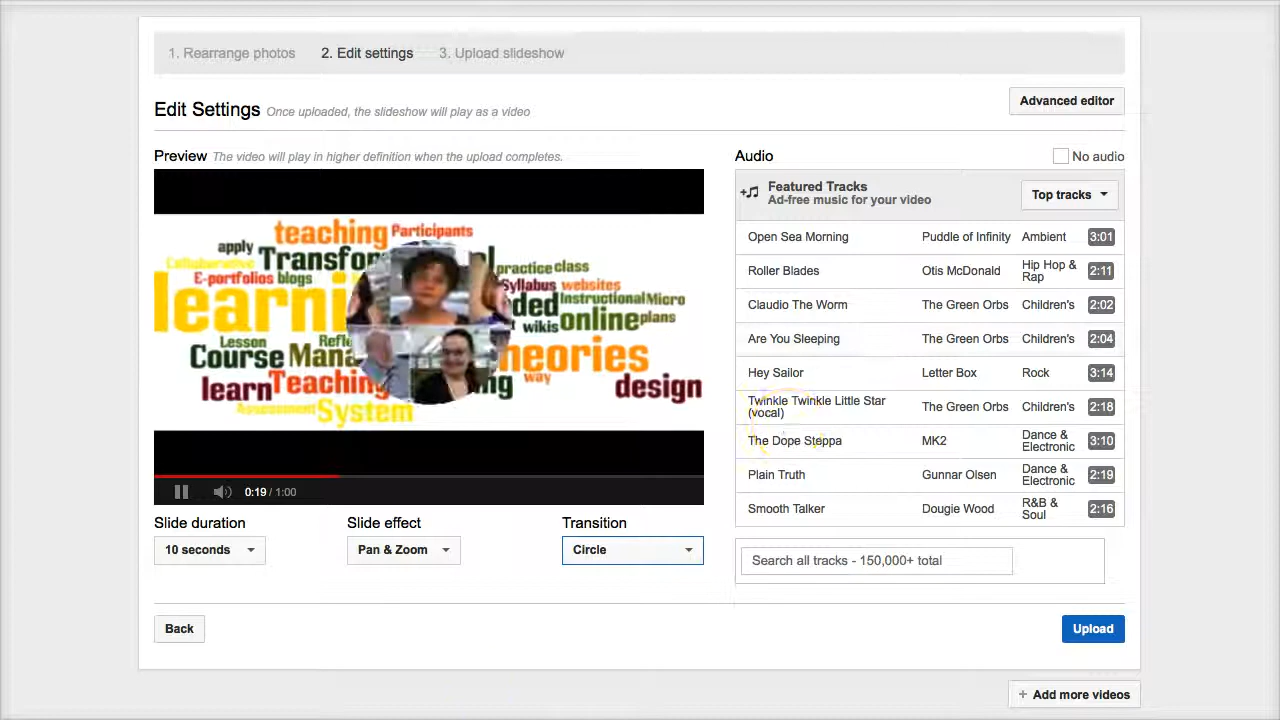 1. Rearrange photos 2. Edit settings 3. Upload slideshow
Edit Settings Once uploaded, the slideshow will play as a video
Advanced editor
Preview The video will play in higher definition when the upload completes.
teaching Participants
apply
practice class
Collaborative
E-portfolios blogs
Syllabus websites
Instructional Micro
wikis online plans
Lesson
Course
way
learn Teaching
design
Assessment System
0:19 / 1:00
Slide duration Slide effect Transition
10 seconds Pan & Zoom Circle
Audio No audio
Featured Tracks
Ad-free music for your video
Top tracks
Open Sea Morning Puddle of Infinity Ambient 3:01
Roller Blades Otis McDonald Hip Hop & Rap 2:11
Claudio The Worm The Green Orbs Children's 2:02
Are You Sleeping The Green Orbs Children's 2:04
Hey Sailor Letter Box Rock 3:14
Twinkle Twinkle Little Star (vocal) The Green Orbs Children's 2:18
The Dope Steppa MK2 Dance & Electronic 3:10
Plain Truth Gunnar Olsen Dance & Electronic 2:19
Smooth Talker Dougie Wood R&B & Soul 2:16
Search all tracks - 150,000+ total
Back Upload
+ Add more videos